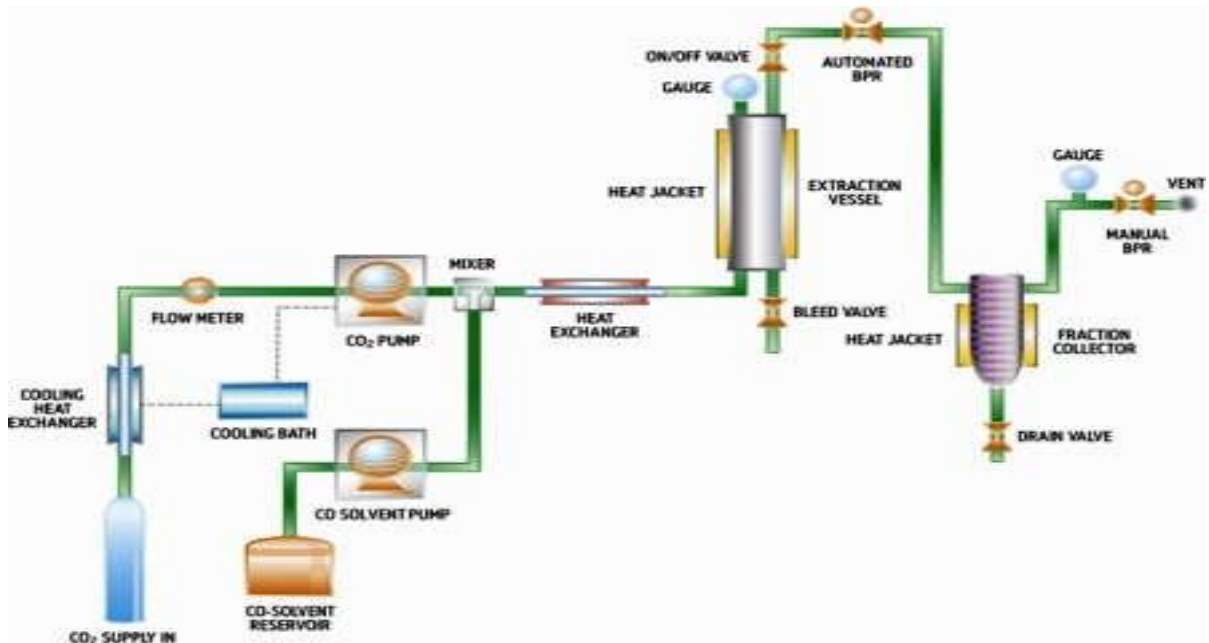 ON/OFF VALVE
GAUGE
AUTOMATED
BPR
HEAT JACKET
EXTRACTION
VESSEL
GAUGE
VENT
MANUAL
BPR
MIXER
FLOW METER
CO₂ PUMP
HEAT
EXCHANGER
BLEED VALVE
HEAT JACKET
FRACTION
COLLECTOR
COOLING
HEAT
EXCHANGER
COOLING BATH
DRAIN VALVE
CO SOLVENT PUMP
CO-SOLVENT
RESERVOIR
CO₂ SUPPLY IN